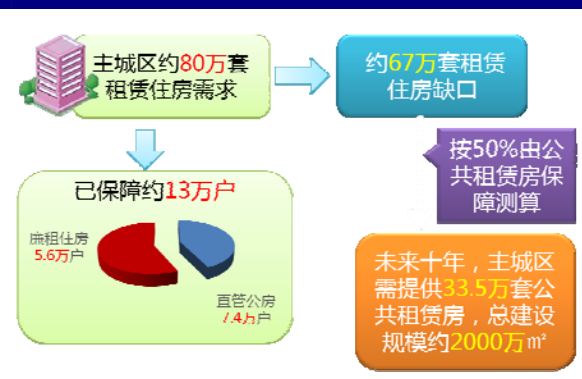 主城区约80万套
租赁住房需求
约67万套租赁
住房缺口
按50%由公
共租赁房保
障测算
已保障约13万户
廉租住房
5.6万户
直管公房
7.4万户
未来十年，主城区
需提供33.5万套公
共租赁房，总建设
规模约2000万㎡